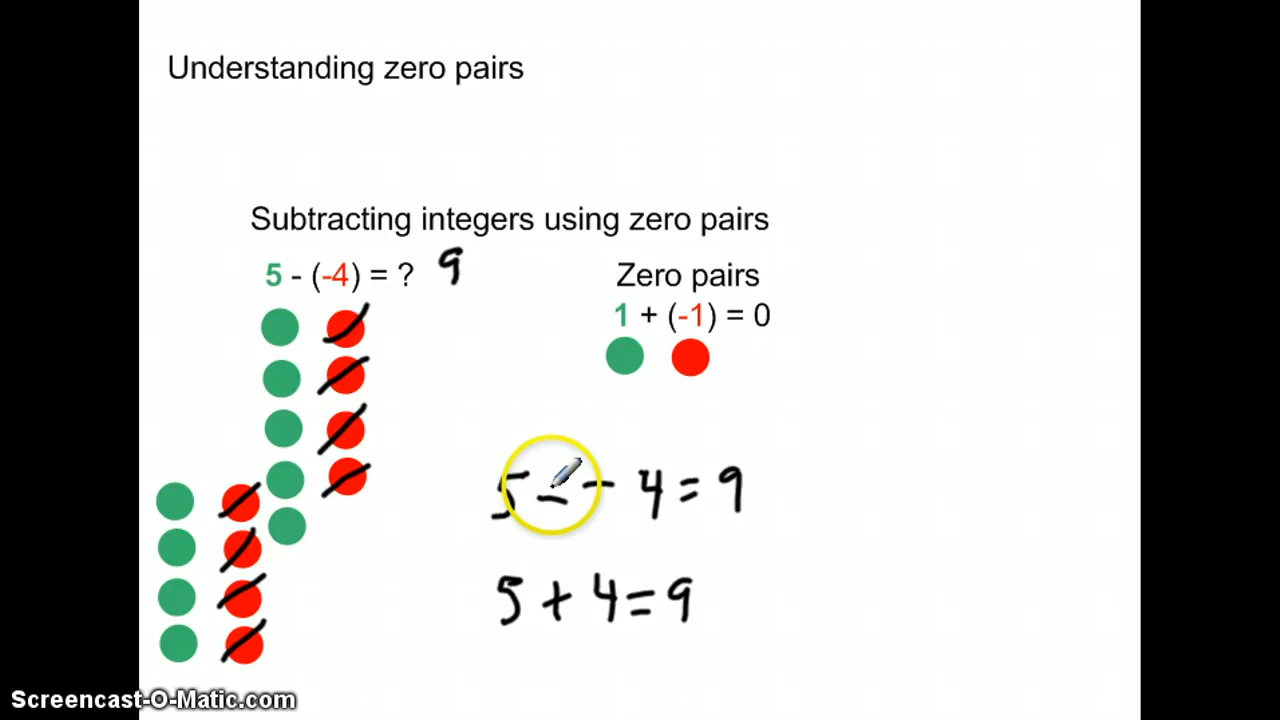 Understanding zero pairs
Subtracting integers using zero pairs
5 - (-4) = ? 9
Zero pairs
1 + (-1) = 0
5 - - 4 = 9
5 + 4 = 9
Screencast-O-Matic.com